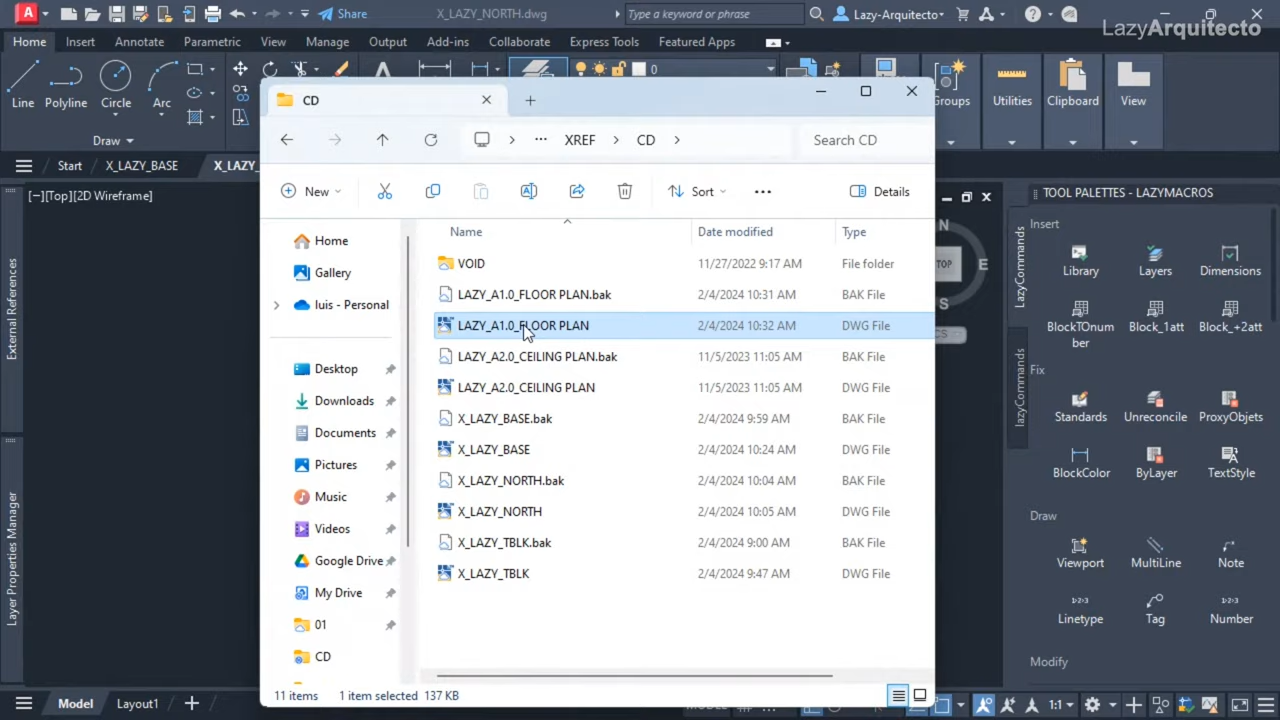 A
Share
X_LAZY_NORTH.dwg
Type a keyword or phrase
Lazy-Arquitecto
LazyArquitecto
Home
Insert
Annotate
Parametric
View
Manage
Output
Add-ins
Collaborate
Express Tools
Featured Apps
0
Line
Polyline
Circle
Arc
Draw
Utilities
Clipboard
View
CD
XREF
CD
Search CD
Start
X_LAZY_BASE
X_LAZY_
New
Sort
Details
[−][Top][2D Wireframe]
TOOL PALETTES - LAZYMACROS
External References
Layer Properties Manager
Name
Date modified
Type
VOID 11/27/2022 9:17 AM File folder
LAZY_A1.0_FLOOR PLAN.bak 2/4/2024 10:31 AM BAK File
LAZY_A1.0_FLOOR PLAN 2/4/2024 10:32 AM DWG File
LAZY_A2.0_CEILING PLAN.bak 11/5/2023 11:05 AM BAK File
LAZY_A2.0_CEILING PLAN 11/5/2023 11:05 AM DWG File
X_LAZY_BASE.bak 2/4/2024 9:59 AM BAK File
X_LAZY_BASE 2/4/2024 10:24 AM DWG File
X_LAZY_NORTH.bak 2/4/2024 10:04 AM BAK File
X_LAZY_NORTH 2/4/2024 10:05 AM DWG File
X_LAZY_TBLK.bak 2/4/2024 9:00 AM BAK File
X_LAZY_TBLK 2/4/2024 9:47 AM DWG File
Home
Gallery
luis - Personal
Desktop
Downloads
Documents
Pictures
Music
Videos
Google Drive
My Drive
01
CD
11 items
1 item selected 137 KB
N
TOP
E
S
LazyCommands
lazyCommands
Insert
Library
Layers
Dimensions
BlockTOnum
ber
Block_1att
Block_+2att
Fix
Standards
Unreconcile
ProxyObjets
BlockColor
ByLayer
TextStyle
Draw
Viewport
MultiLine
Note
Linetype
Tag
Number
Modify
Model
Layout1
1:1